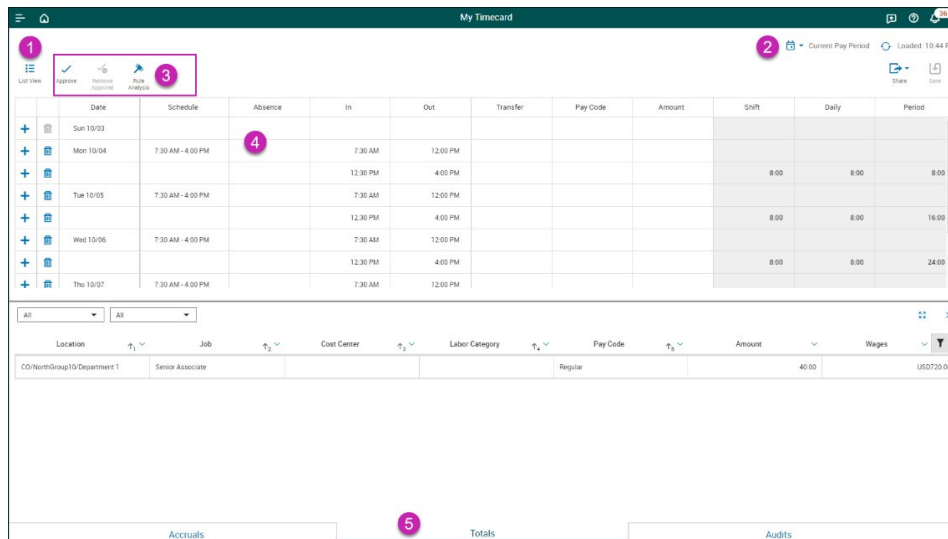 My Timecard
36
1
2
Current Pay Period
Loaded: 10:44
3
List View
Approve
Remove Approval
Rule Analysis
Share
Save
Date Schedule Absence In Out Transfer Pay Code Amount Shift Daily Period
Sun 10/03
4
Mon 10/04 7:30 AM - 4:00 PM 7:30 AM 12:00 PM
12:30 PM 4:00 PM 8:00 8:00 8:00
Tue 10/05 7:30 AM - 4:00 PM 7:30 AM 12:00 PM
12:30 PM 4:00 PM 8:00 8:00 16:00
Wed 10/06 7:30 AM - 4:00 PM 7:30 AM 12:00 PM
12:30 PM 4:00 PM 8:00 8:00 24:00
Thu 10/07 7:30 AM - 4:00 PM 7:30 AM 12:00 PM
All All
Location 1 Job 2 Cost Center 3 Labor Category 4 Pay Code 5 Amount Wages
CO/NorthGroup10/Department 1 Senior Associate Regular 40:00 USD720.0
5
Accruals Totals Audits